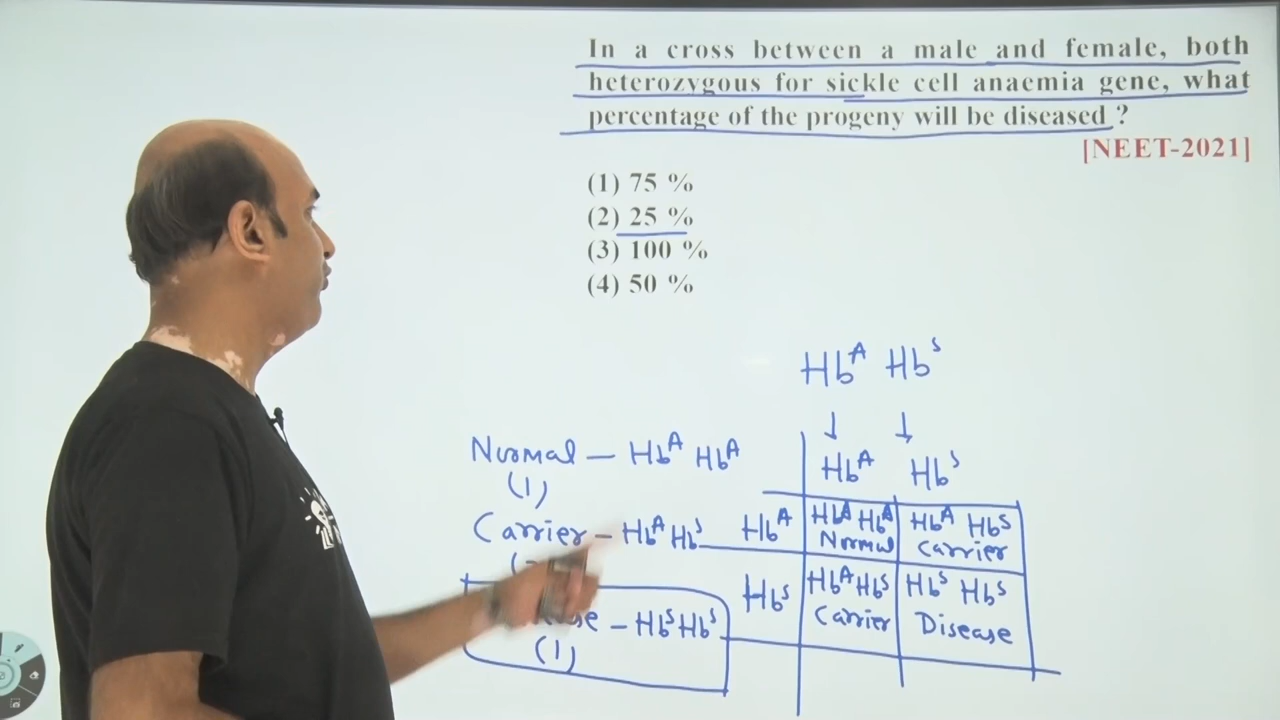 In a cross between a male and female, both
heterozygous for sickle cell anaemia gene, what
percentage of the progeny will be diseased ?
[NEET-2021]
(1) 75 %
(2) 25 %
(3) 100 %
(4) 50 %
Hb^A Hb^S
Normal – Hb^A Hb^A
(1)
Carrier – Hb^A Hb^S
– Hb^S Hb^S
(1)
Hb^A Hb^S
Hb^A Hb^A Hb^A Hb^A Hb^S
Normal Carrier
Hb^S Hb^A Hb^S Hb^S Hb^S
Carrier Disease